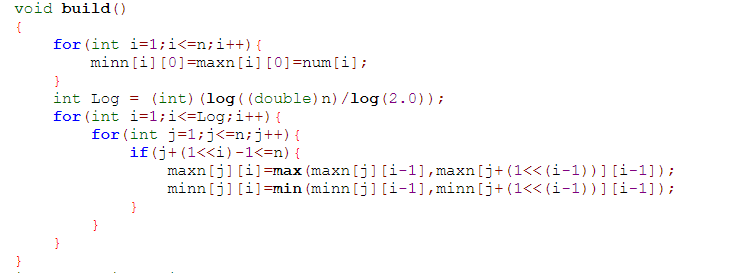 void build()
{
    for(int i=1;i<=n;i++){
        minn[i][0]=maxn[i][0]=num[i];
    }
    int Log = (int)(log((double)n)/log(2.0));
    for(int i=1;i<=Log;i++){
        for(int j=1;j<=n;j++){
            if(j+(1<<i)-1<=n){
                maxn[j][i]=max(maxn[j][i-1],maxn[j+(1<<(i-1))][i-1]);
                minn[j][i]=min(minn[j][i-1],minn[j+(1<<(i-1))][i-1]);
            }
        }
    }
}